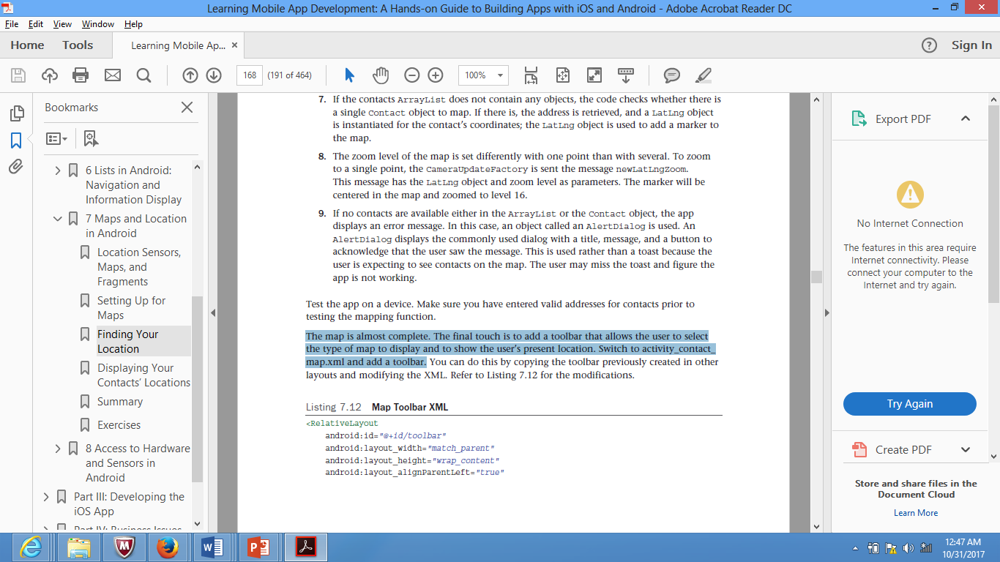 Learning Mobile App Development: A Hands-on Guide to Building Apps with iOS and Android - Adobe Acrobat Reader DC
File Edit View Window Help
Home Tools Learning Mobile Ap... × ? Sign In
168 (191 of 464) 100%
Bookmarks
6 Lists in Android:
Navigation and
Information Display
7 Maps and Location
in Android
Location Sensors,
Maps, and
Fragments
Setting Up for
Maps
Finding Your
Location
Displaying Your
Contacts’ Locations
Summary
Exercises
8 Access to Hardware
and Sensors in
Android
Part III: Developing the
iOS App
Part IV: Business Issues
7. If the contacts ArrayList does not contain any objects, the code checks whether there is
a single Contact object to map. If there is, the address is retrieved, and a LatLng object
is instantiated for the contact’s coordinates; the LatLng object is used to add a marker to
the map.
8. The zoom level of the map is set differently with one point than with several. To zoom
to a single point, the CameraUpdateFactory is sent the message newLatLngZoom.
This message has the LatLng object and zoom level as parameters. The marker will be
centered in the map and zoomed to level 16.
9. If no contacts are available either in the ArrayList or the Contact object, the app
displays an error message. In this case, an object called an AlertDialog is used. An
AlertDialog displays the commonly used dialog with a title, message, and a button to
acknowledge that the user saw the message. This is used rather than a toast because the
user is expecting to see contacts on the map. The user may miss the toast and figure the
app is not working.
Test the app on a device. Make sure you have entered valid addresses for contacts prior to
testing the mapping function.
The map is almost complete. The final touch is to add a toolbar that allows the user to select
the type of map to display and to show the user’s present location. Switch to activity_contact_
map.xml and add a toolbar. You can do this by copying the toolbar previously created in other
layouts and modifying the XML. Refer to Listing 7.12 for the modifications.
Listing 7.12 Map Toolbar XML
<RelativeLayout
android:id="@+id/toolbar"
android:layout_width="match_parent"
android:layout_height="wrap_content"
android:layout_alignParentLeft="true"
Export PDF
No Internet Connection
The features in this area require
Internet connectivity. Please
connect your computer to the
Internet and try again.
Try Again
Create PDF
Store and share files in the
Document Cloud
Learn More
12:47 AM
10/31/2017